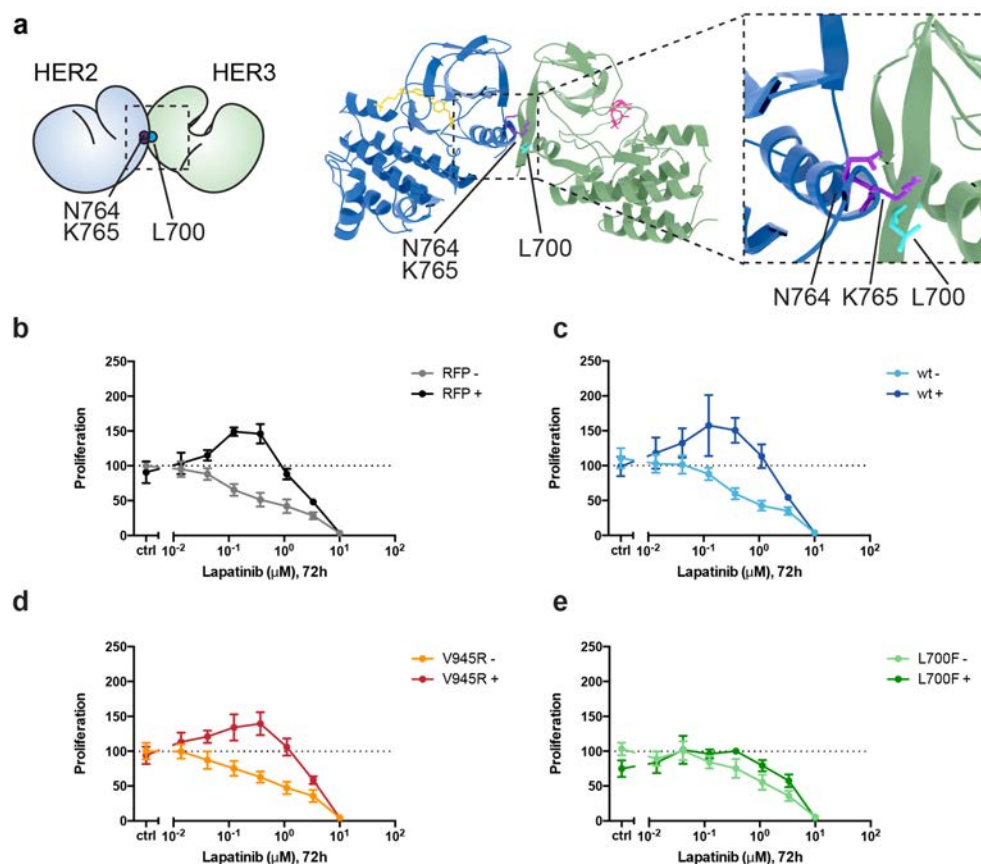 a
HER2
HER3
N764
K765
L700
N764
K765
L700
N764
K765
L700
b
250
200
150
100
50
0
Proliferation
RFP -
RFP +
ctrl
10-2
10-1
100
101
102
Lapatinib (μM), 72h
c
250
200
150
100
50
0
Proliferation
wt -
wt +
ctrl
10-2
10-1
100
101
102
Lapatinib (μM), 72h
d
250
200
150
100
50
0
Proliferation
V945R -
V945R +
ctrl
10-2
10-1
100
101
102
Lapatinib (μM), 72h
e
250
200
150
100
50
0
Proliferation
L700F -
L700F +
ctrl
10-2
10-1
100
101
102
Lapatinib (μM), 72h